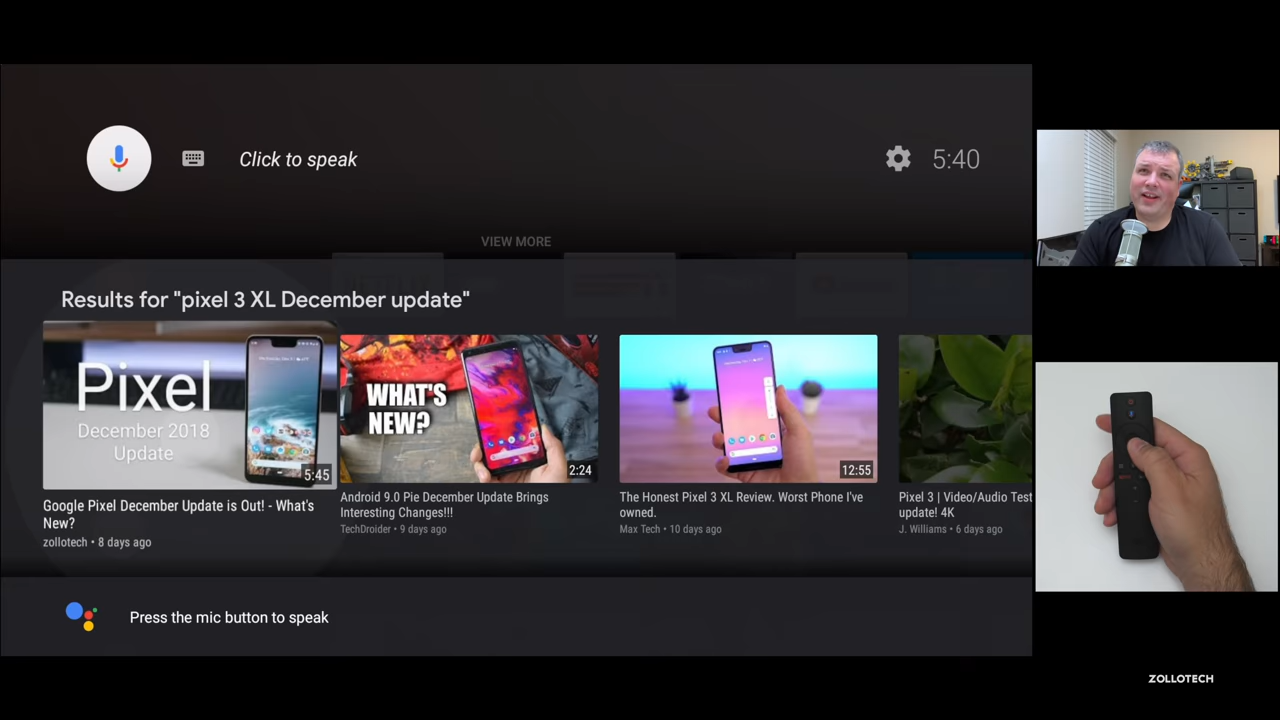 Click to speak
5:40
VIEW MORE
Results for "pixel 3 XL December update"
Pixel
December 2018
Update
5:45
WHAT'S
NEW?
2:24
12:55
Google Pixel December Update is Out! - What's
New?
zollotech • 8 days ago
Android 9.0 Pie December Update Brings
Interesting Changes!!!
TechDroider • 9 days ago
The Honest Pixel 3 XL Review. Worst Phone I've
owned.
Max Tech • 10 days ago
Pixel 3 | Video/Audio Test
update! 4K
J. Williams • 6 days ago
Press the mic button to speak
ZOLLOTECH